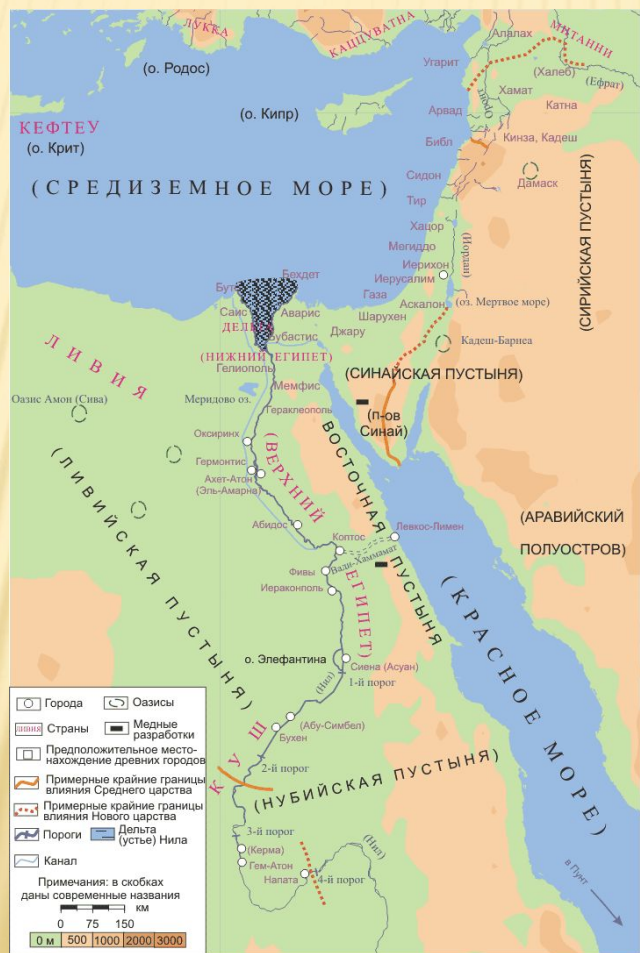 ЛУККА
КАЦЦУВАТНА
МИТАННИ
Алалах
Угарит
(Халеб)
(Ефрат)
(о. Родос)
Хамат
Оронт
Катна
Арвад
(о. Кипр)
КЕФТЕУ
(о. Крит)
Библ
Кинза, Кадеш
Сидон
Дамаск
(СРЕДИЗЕМНОЕ МОРЕ)
Тир
Хацор
Мегиддо
(Иордан)
Иерихон
Иерусалим
(СИРИЙСКАЯ ПУСТЫНЯ)
Бехдет
Газа
Аскалон
(оз. Мертвое море)
Саис
Аварис
Шарухен
Бубастис
Джару
Кадеш-Барнеа
ЛИВИЯ
(НИЖНИЙ ЕГИПЕТ)
Гелиополь
(СИНАЙСКАЯ ПУСТЫНЯ)
Мемфис
Меридово оз.
Оазис Амон (Сива)
Гераклеополь
(п-ов
Синай)
Оксиринх
(ВЕРХНИЙ ЕГИПЕТ)
ВОСТОЧНАЯ ПУСТЫНЯ
Гермонтис
Ахет-Атон
(Эль-Амарна)
(ЛИВИЙСКАЯ ПУСТЫНЯ)
Абидос
Левкос-Лимен
(АРАВИЙСКИЙ
ПОЛУОСТРОВ)
Коптос
Вади-Хаммамат
Фивы
Иераконполь
(КРАСНОЕ МОРЕ)
о. Элефантина
Сиена (Асуан)
(Нил)
1-й порог
(Абу-Симбел)
Бухен
КУШ
2-й порог
(НУБИЙСКАЯ ПУСТЫНЯ)
3-й порог
(Нил)
(Керма)
Гем-Атон
Напата
4-й порог
в Пунт
Города
Оазисы
ЛИВИЯ
Страны
Медные
разработки
Предположительное место-
нахождение древних городов
Примерные крайние границы
влияния Среднего царства
Примерные крайние границы
влияния Нового царства
Пороги
Дельта
(устье) Нила
Канал
Примечания: в скобках
даны современные названия
км
0 75 150
0 м 500 1000 2000 3000